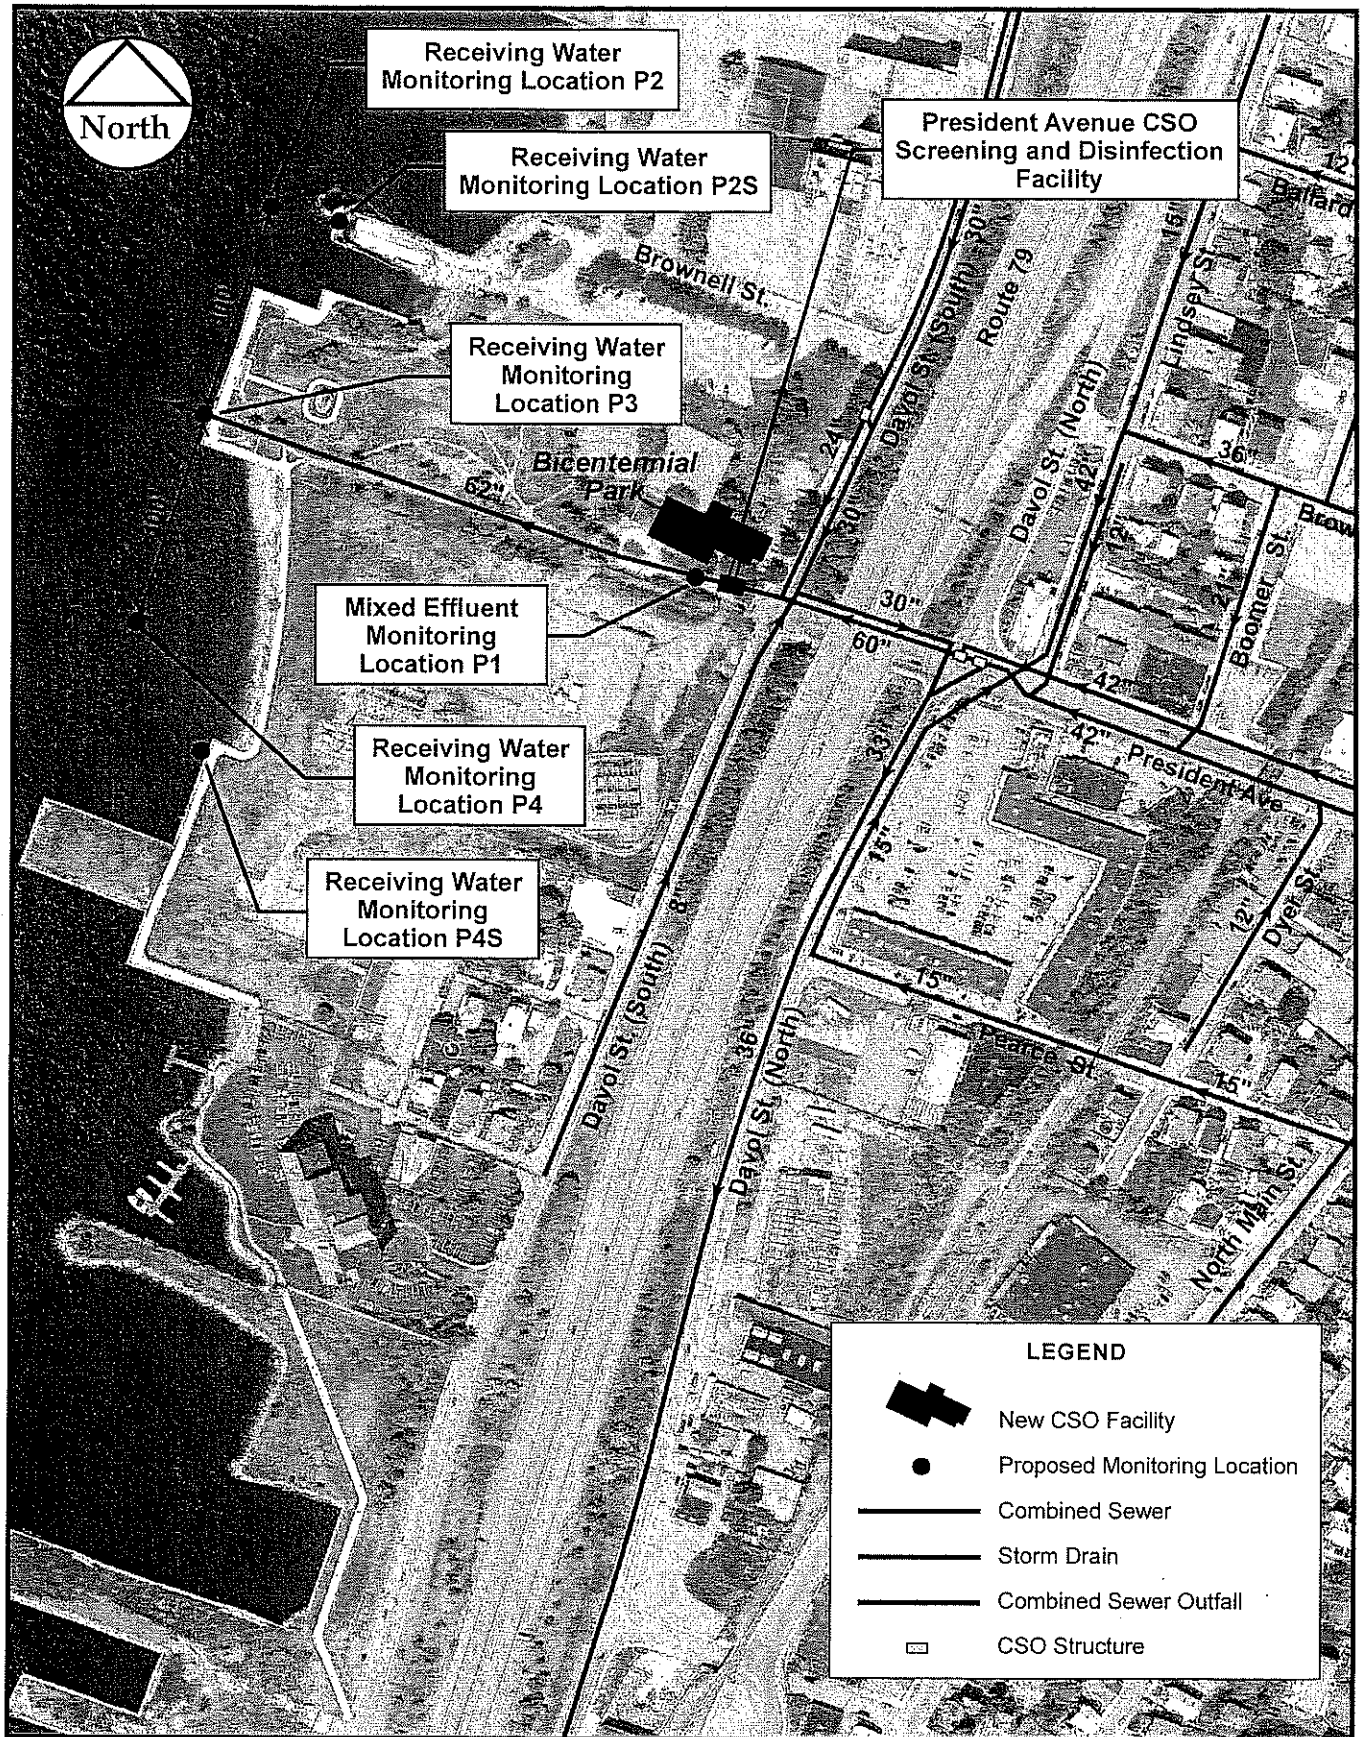 North
Receiving Water
Monitoring Location P2
Receiving Water
Monitoring Location P2S
President Avenue CSO
Screening and Disinfection
Facility
12"
Ballard
15"
Lindsey St.
30"
Davol St. (South)
Route 79
Brownell St.
Receiving Water
Monitoring
Location P3
24"
30"
Davol St. (North)
42"
12"
36"
Brow
Boomer St.
21"
Bicentennial
Park
62"
Mixed Effluent
Monitoring
Location P1
30"
60"
42"
42"
President Ave.
33"
15"
Receiving Water
Monitoring
Location P4
Receiving Water
Monitoring
Location P4S
8"
Davol St. (South)
12"
Dyer St.
15"
Pearce St
15"
36"
Davol St. (North)
North Main St.
LEGEND
New CSO Facility
Proposed Monitoring Location
Combined Sewer
Storm Drain
Combined Sewer Outfall
CSO Structure